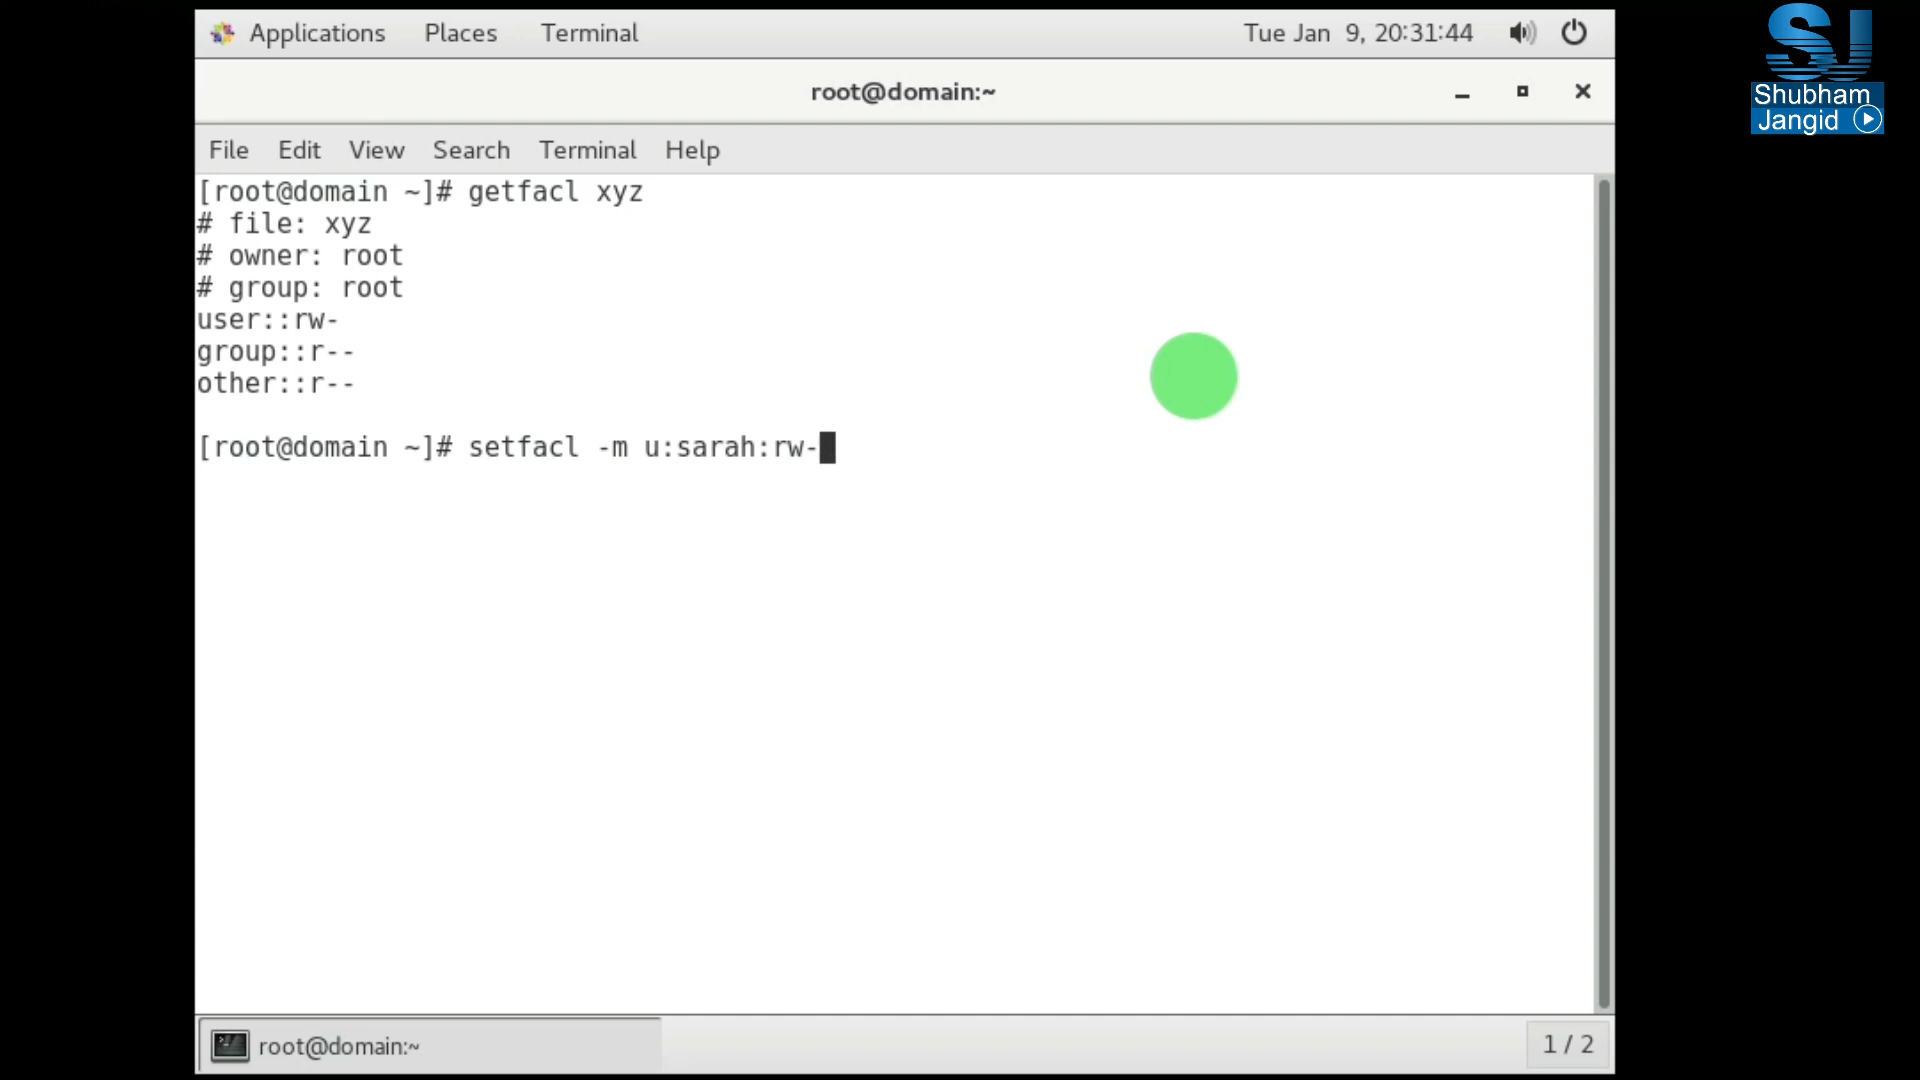 Applications Places Terminal Tue Jan 9, 20:31:44
SJ
Shubham
Jangid
root@domain:~
File Edit View Search Terminal Help
[root@domain ~]# getfacl xyz
# file: xyz
# owner: root
# group: root
user::rw-
group::r--
other::r--
[root@domain ~]# setfacl -m u:sarah:rw-
root@domain:~ 1 / 2